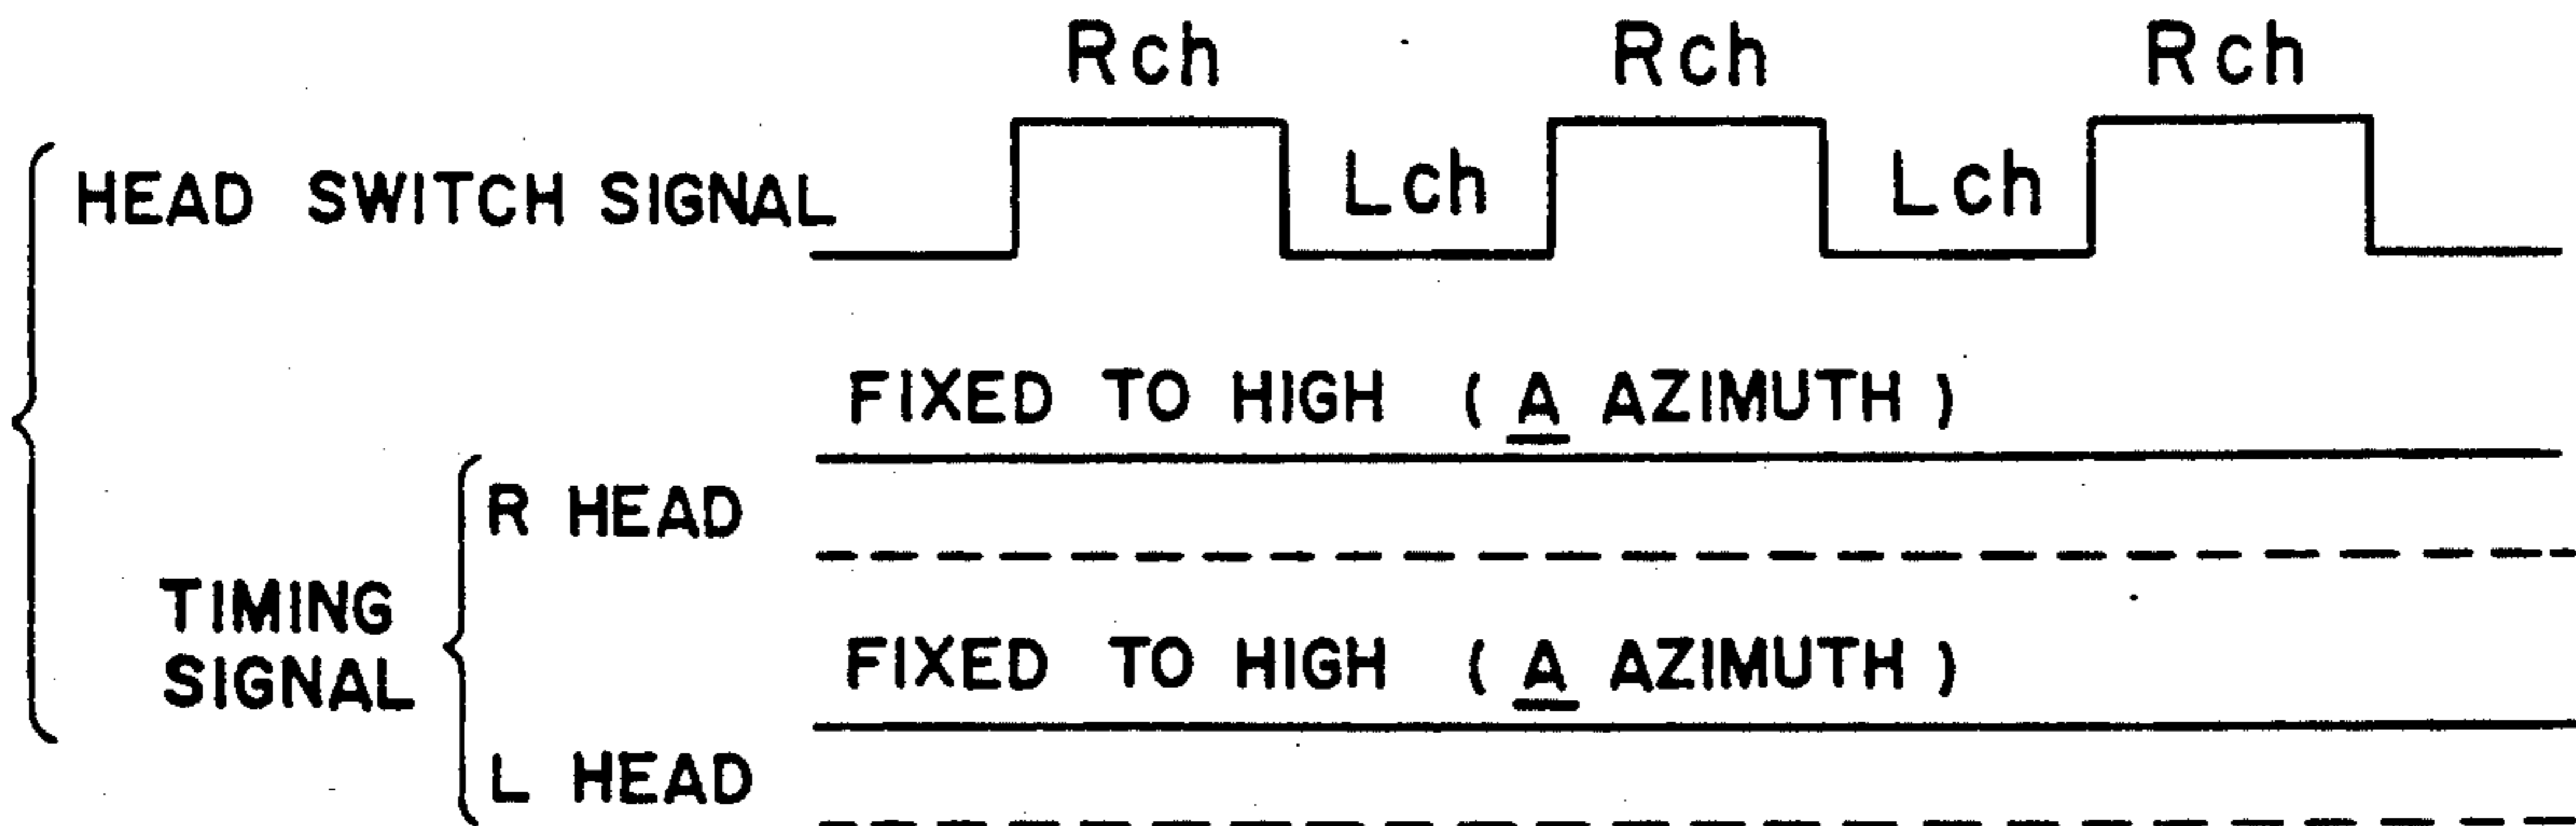 Rch Rch Rch
HEAD SWITCH SIGNAL Lch Lch
FIXED TO HIGH ( A AZIMUTH )
R HEAD
TIMING
SIGNAL
FIXED TO HIGH ( A AZIMUTH )
L HEAD